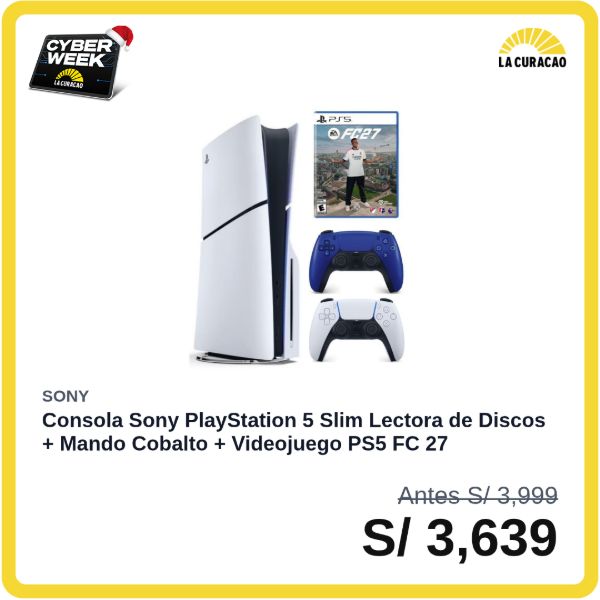 CYBER
WEEK
LA CURACAO
LA CURACAO
PS5
EA FC27
SONY
Consola Sony PlayStation 5 Slim Lectora de Discos
+ Mando Cobalto + Videojuego PS5 FC 27
Antes S/ 3,999
S/ 3,639